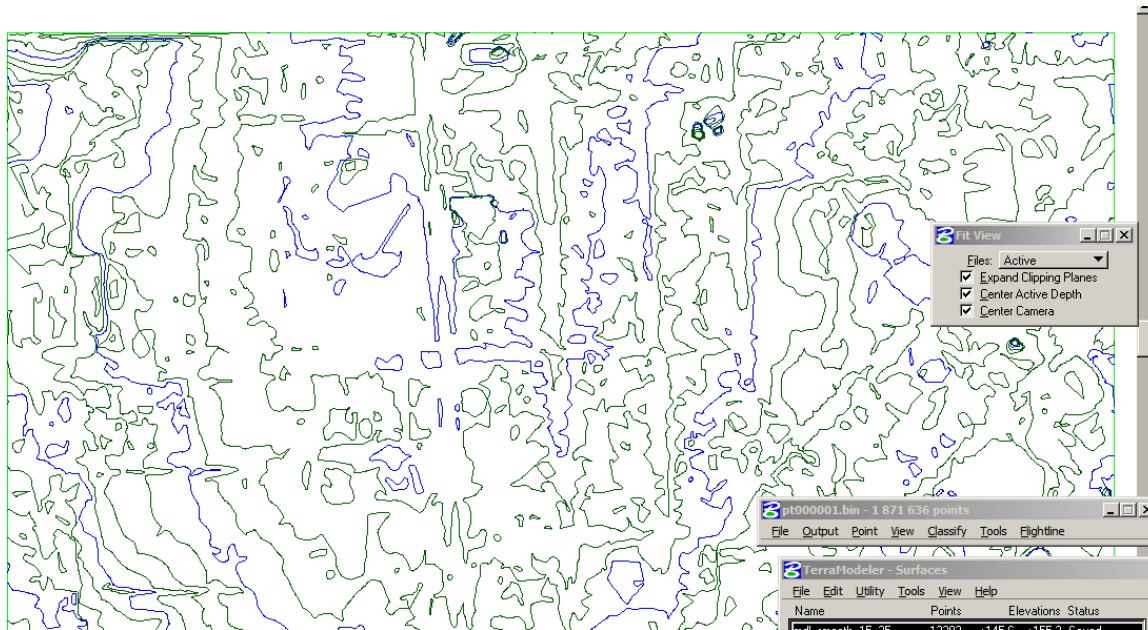 Fit View
Files: Active
Expand Clipping Planes
Center Active Depth
Center Camera
pt000001.bin - 1 871 636 points
File Output Point View Classify Tools Flightline
TerraModeler - Surfaces
File Edit Utility Tools View Help
Name Points Elevations Status